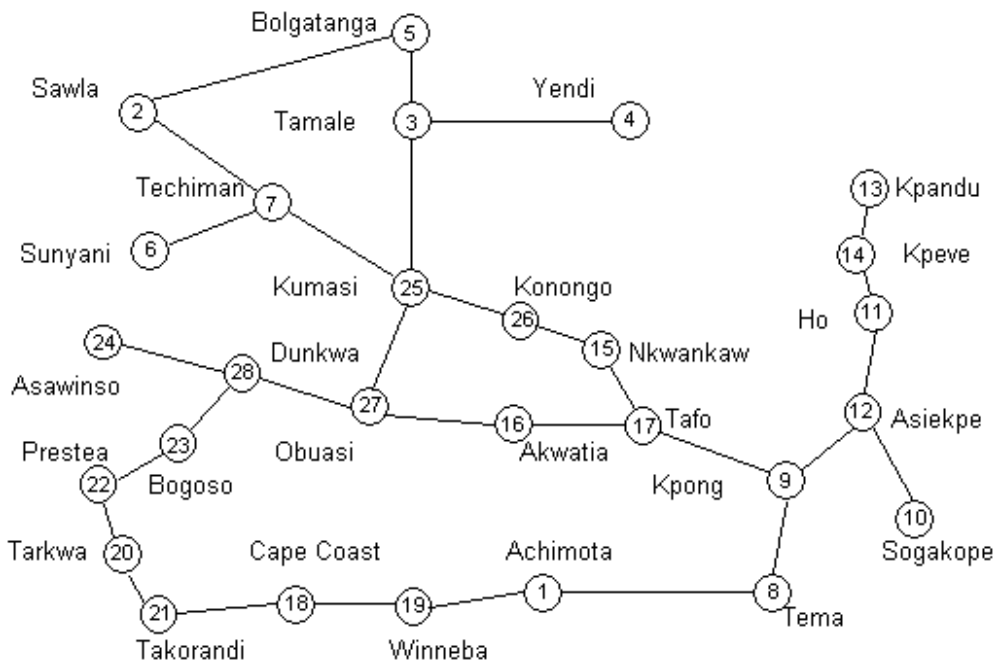 Bolgatanga
5
Sawla
2
Tamale
3
Yendi
4
Techiman
7
13
Kpandu
Sunyani
6
14
Kpeve
Kumasi
25
Konongo
26
Ho
11
24
Asawinso
Dunkwa
28
15
Nkwankaw
27
Obuasi
16
Akwatia
17
Tafo
12
Asiekpe
Prestea
22
23
Bogoso
Kpong
9
10
Sogakope
Tarkwa
20
Cape Coast
18
Achimota
1
21
Takorandi
19
Winneba
8
Tema